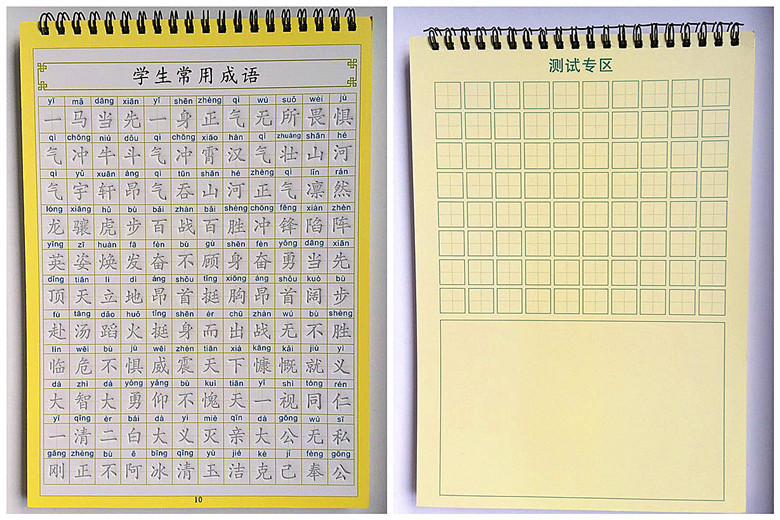 学生常用成语
yī mǎ dāng xiān yī shēn zhèng qì wú suǒ wèi jù
一马当先一身正气无所畏惧
qì chōng niú dǒu qì chōng xiāo hàn qì zhuàng shān hé
气冲牛斗气冲霄汉气壮山河
qì yǔ xuān áng qì tūn shān hé zhèng qì lǐn rán
气宇轩昂气吞山河正气凛然
lóng xiāng hǔ bù bǎi zhàn bǎi shèng chōng fēng xiàn zhèn
龙骧虎步百战百胜冲锋陷阵
yīng zī huàn fā fèn bù gù shēn fèn yǒng dāng xiān
英姿焕发奋不顾身奋勇当先
dǐng tiān lì dì áng shǒu tǐng xiōng áng shǒu kuò bù
顶天立地昂首挺胸昂首阔步
fù tāng dǎo huǒ tǐng shēn ér chū zhàn wú bù shèng
赴汤蹈火挺身而出战无不胜
lín wēi bù jù wēi zhèn tiān xià kāng kǎi jiù yì
临危不惧威震天下慷慨就义
dà zhì dà yǒng yǎng bù kuì tiān yī shì tóng rén
大智大勇仰不愧天一视同仁
yī qīng èr bái dà yì miè qīn dà gōng wú sī
一清二白大义灭亲大公无私
gāng zhèng bù ē bīng qīng yù jié kè jǐ fèng gōng
刚正不阿冰清玉洁克己奉公
10
测试专区